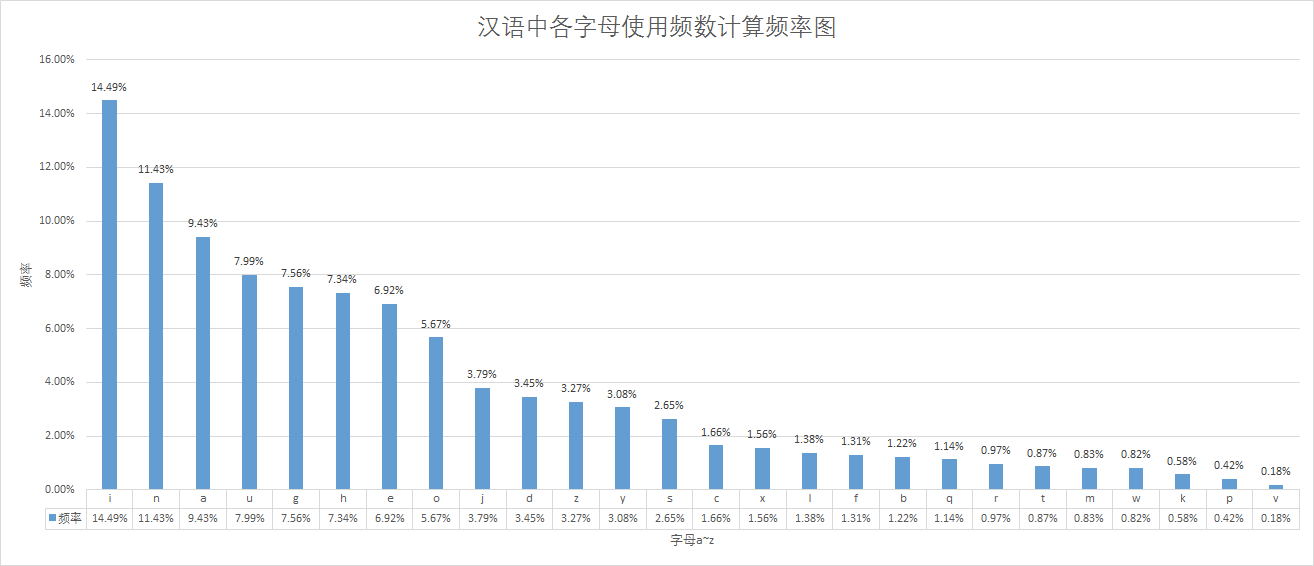 汉语中各字母使用频数计算频率图
16.00%
14.00%
12.00%
10.00%
8.00%
6.00%
4.00%
2.00%
0.00%
频率
14.49% 11.43% 9.43% 7.99% 7.56% 7.34% 6.92% 5.67% 3.79% 3.45% 3.27% 3.08% 2.65% 1.66% 1.56% 1.38% 1.31% 1.22% 1.14% 0.97% 0.87% 0.83% 0.82% 0.58% 0.42% 0.18%
i n a u g h e o j d z y s c x l f b q r t m w k p v
频率 14.49% 11.43% 9.43% 7.99% 7.56% 7.34% 6.92% 5.67% 3.79% 3.45% 3.27% 3.08% 2.65% 1.66% 1.56% 1.38% 1.31% 1.22% 1.14% 0.97% 0.87% 0.83% 0.82% 0.58% 0.42% 0.18%
字母a~z